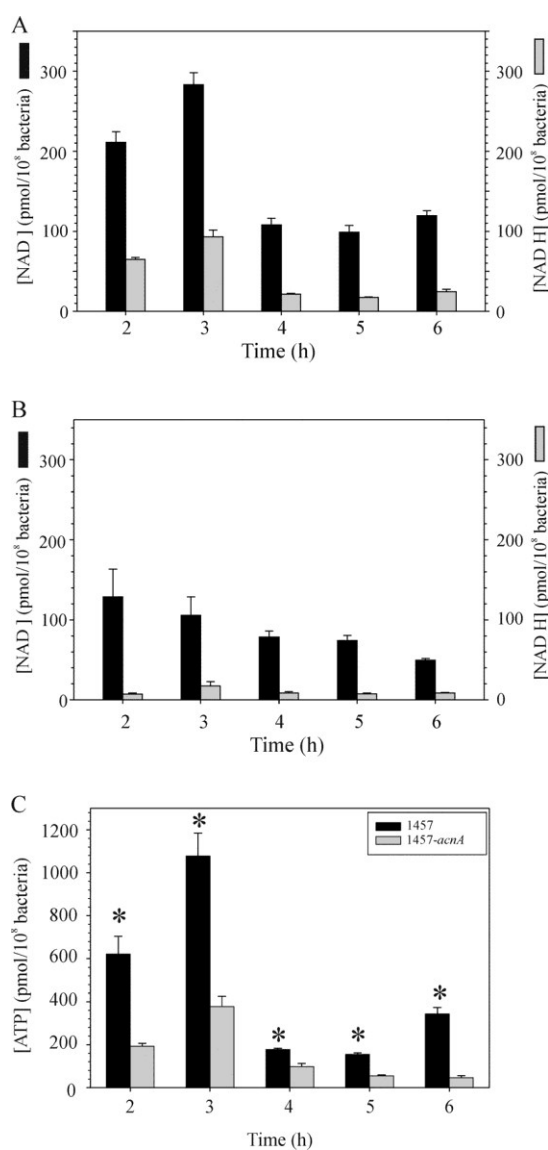 A
[NAD ] (pmol/10⁸ bacteria)
300
200
100
0
300
200
100
0
[NAD H] (pmol/10⁸ bacteria)
2 3 4 5 6
Time (h)
B
[NAD ] (pmol/10⁸ bacteria)
300
200
100
0
300
200
100
0
[NAD H] (pmol/10⁸ bacteria)
2 3 4 5 6
Time (h)
C
[ATP] (pmol/10⁸ bacteria)
1200
1000
800
600
400
200
0
1457
1457-acnA
* * * * *
2 3 4 5 6
Time (h)